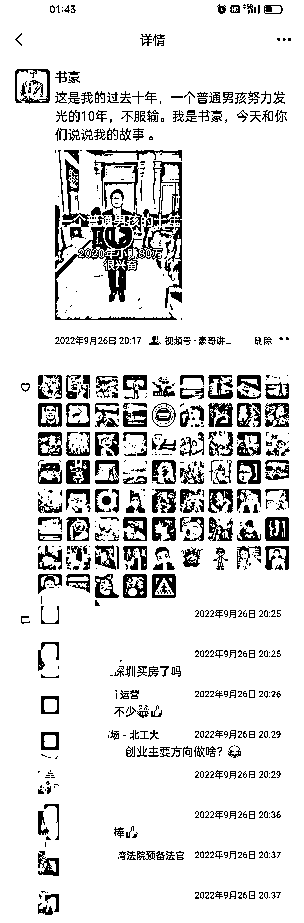 01:43
详情
书豪
这是我的过去十年，一个普通男孩努力发
光的10年，不服输。我是书豪，今天和你
们说说我的故事。
一个普通男孩的十年
2020年小赚80万
很兴奋
2022年9月26日 20:17 视频号·豪哥讲... 删除
2022年9月26日 20:25
2022年9月26日 20:25
深圳买房了吗
运营 2022年9月26日 20:26
不少
场 - 北工大 2022年9月26日 20:29
创业主要方向做啥？
2022年9月26日 20:29
2022年9月26日 20:36
棒
法院预备法官 2022年9月26日 20:37
2022年9月26日 20:37